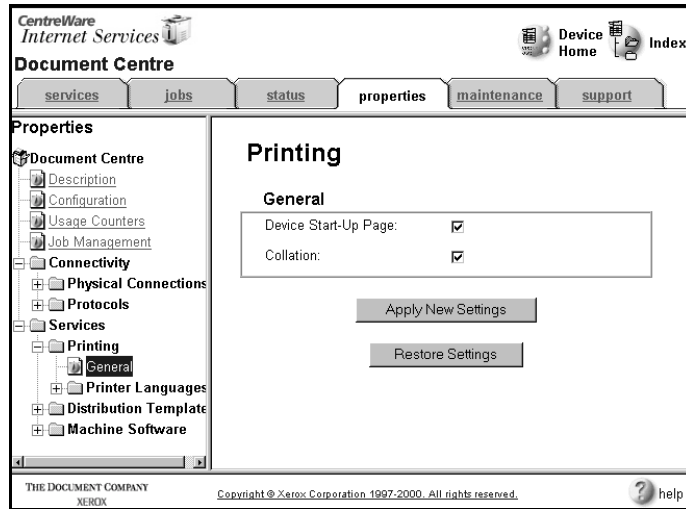 CentreWare
Internet Services
Document Centre
Device Home
Index
services
jobs
status
properties
maintenance
support
Properties
Document Centre
Description
Configuration
Usage Counters
Job Management
Connectivity
Physical Connections
Protocols
Services
Printing
General
Printer Languages
Distribution Template
Machine Software
Printing
General
Device Start-Up Page:
Collation:
Apply New Settings
Restore Settings
THE DOCUMENT COMPANY
XEROX
Copyright © Xerox Corporation 1997-2000. All rights reserved.
help